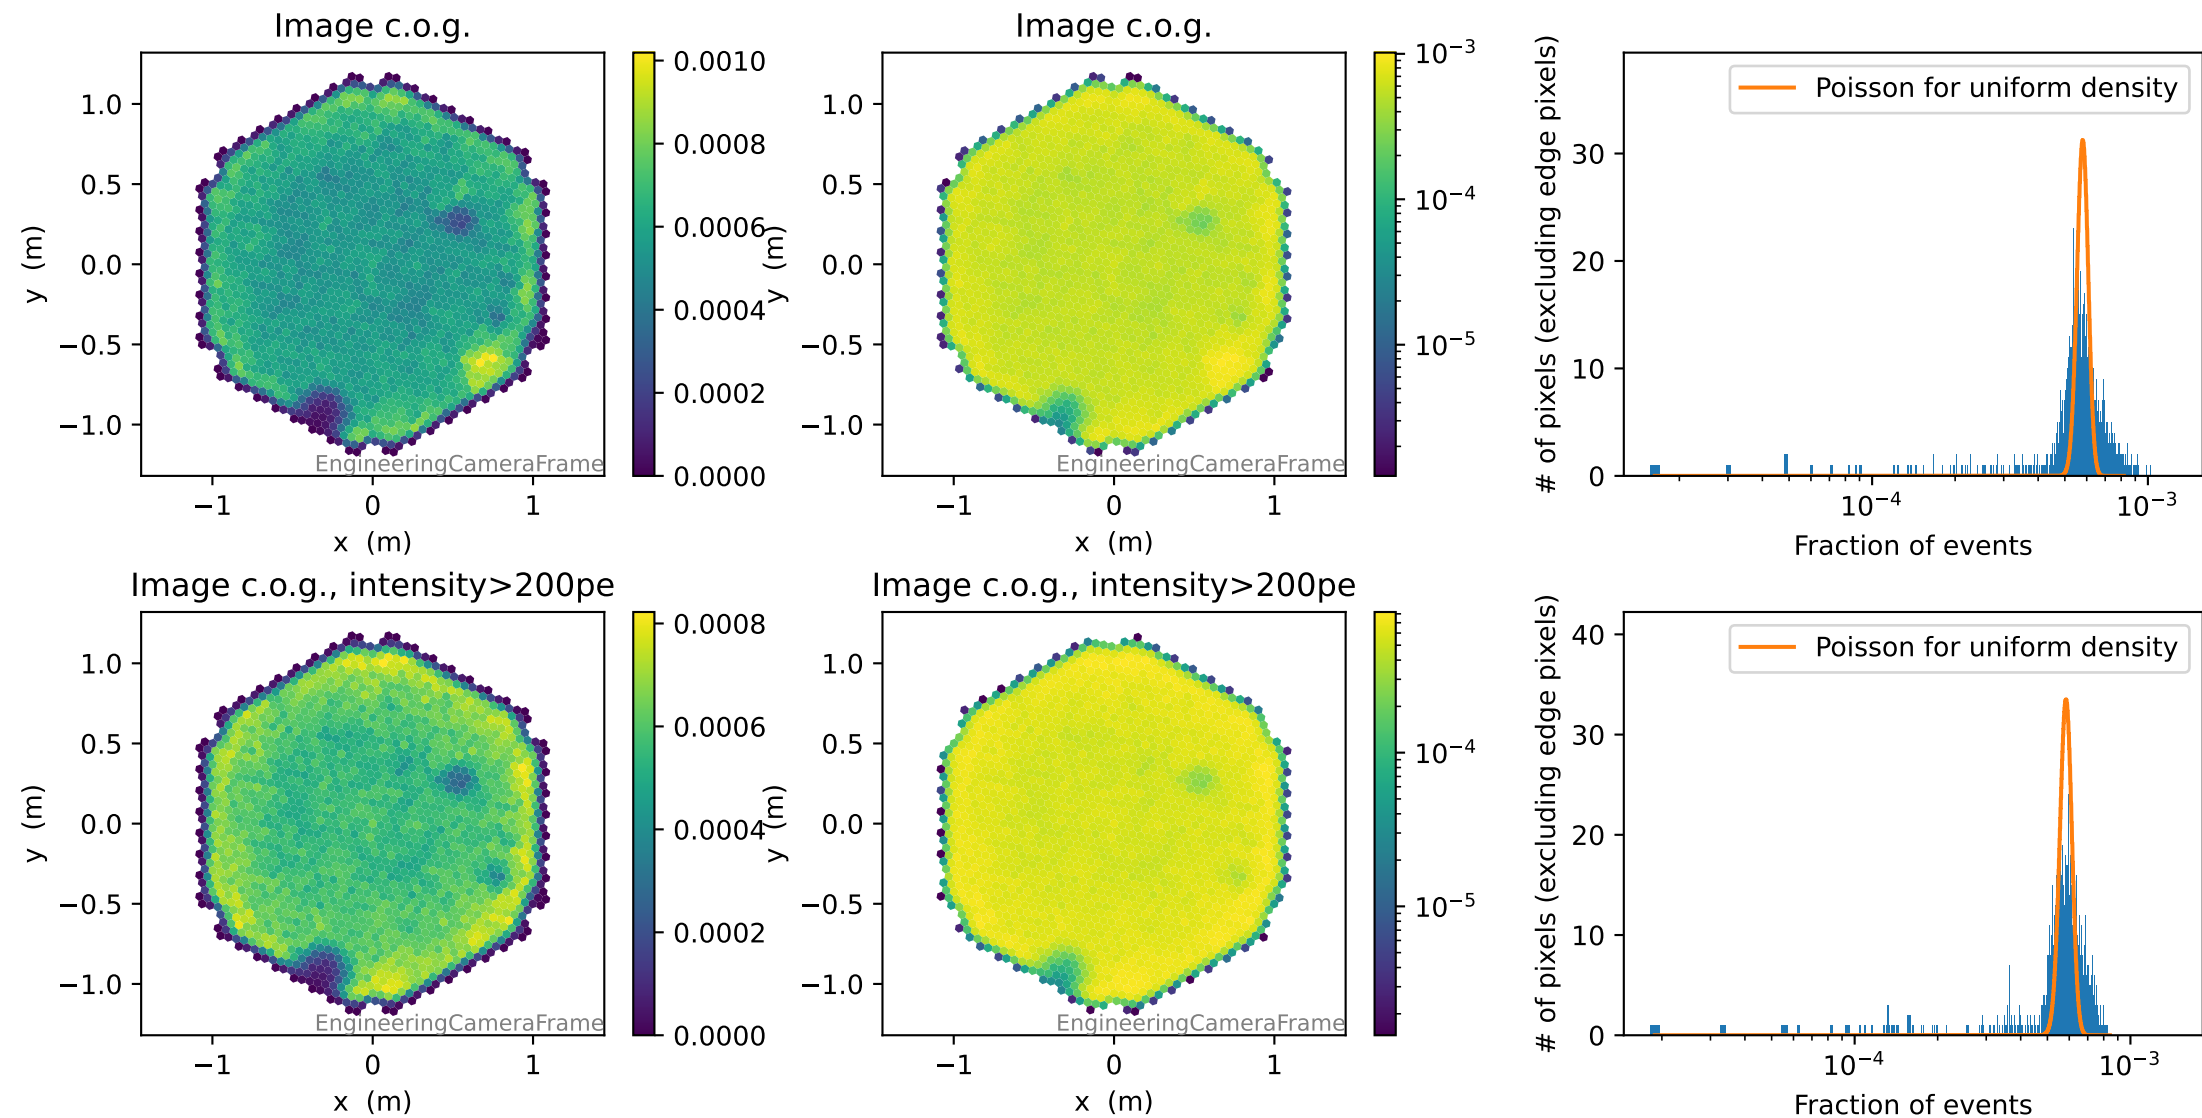 Image c.o.g.
1.0
0.5
0.0
−0.5
−1.0
y (m)
−1
0
1
x (m)
EngineeringCameraFrame
0.0010
0.0008
0.0006
0.0004
0.0002
0.0000
Image c.o.g.
1.0
0.5
0.0
−0.5
−1.0
y (m)
−1
0
1
x (m)
EngineeringCameraFrame
10⁻³
10⁻⁴
10⁻⁵
Poisson for uniform density
# of pixels (excluding edge pixels)
30
20
10
0
10⁻⁴
10⁻³
Fraction of events
Image c.o.g., intensity>200pe
1.0
0.5
0.0
−0.5
−1.0
y (m)
−1
0
1
x (m)
EngineeringCameraFrame
0.0008
0.0006
0.0004
0.0002
0.0000
Image c.o.g., intensity>200pe
1.0
0.5
0.0
−0.5
−1.0
y (m)
−1
0
1
x (m)
EngineeringCameraFrame
10⁻⁴
10⁻⁵
Poisson for uniform density
# of pixels (excluding edge pixels)
40
30
20
10
0
10⁻⁴
10⁻³
Fraction of events